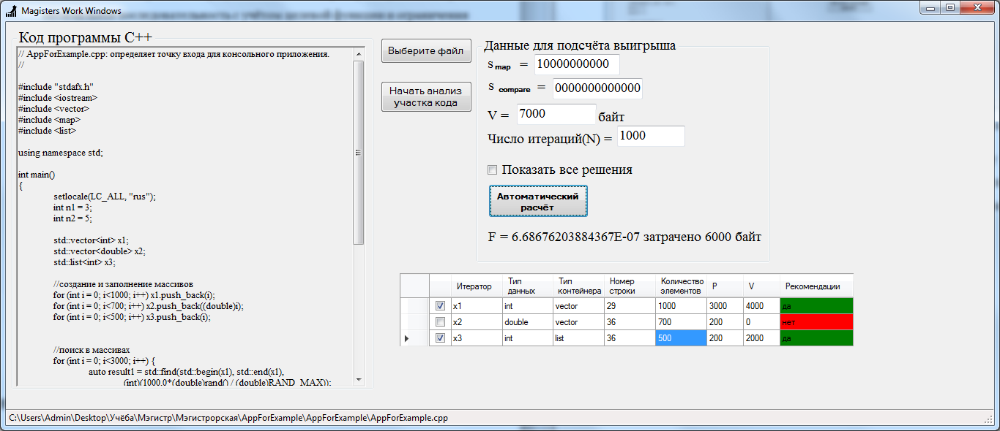 Magisters Work Windows
Код программы C++
// AppForExample.cpp: определяет точку входа для консольного приложения.
//
#include "stdafx.h"
#include <iostream>
#include <vector>
#include <map>
#include <list>
using namespace std;
int main()
{
setlocale(LC_ALL, "rus");
int n1 = 3;
int n2 = 5;
std::vector<int> x1;
std::vector<double> x2;
std::list<int> x3;
//создание и заполнение массивов
for (int i = 0; i<1000; i++) x1.push_back(i);
for (int i = 0; i<700; i++) x2.push_back((double)i);
for (int i = 0; i<500; i++) x3.push_back(i);
//поиск в массивах
for (int i = 0; i<3000; i++) {
auto result1 = std::find(std::begin(x1), std::end(x1),
(int)(1000.0*(double)rand() / (double)RAND_MAX));
Выберите файл
Начать анализ
участка кода
Данные для подсчёта выигрыша
S map = 10000000000
S compare = 0000000000000
V = 7000 байт
Число итераций(N) = 1000
Показать все решения
Автоматический
расчёт
F = 6.68676203884367E-07 затрачено 6000 байт
Итератор Тип данных Тип контейнера Номер строки Количество элементов P V Рекомендации
x1 int vector 29 1000 3000 4000 да
x2 double vector 36 700 200 0 нет
x3 int list 36 500 200 2000 да
C:\Users\Admin\Desktop\Учёба\Мэгистр\Мэгистрорская\AppForExample\AppForExample\AppForExample.cpp